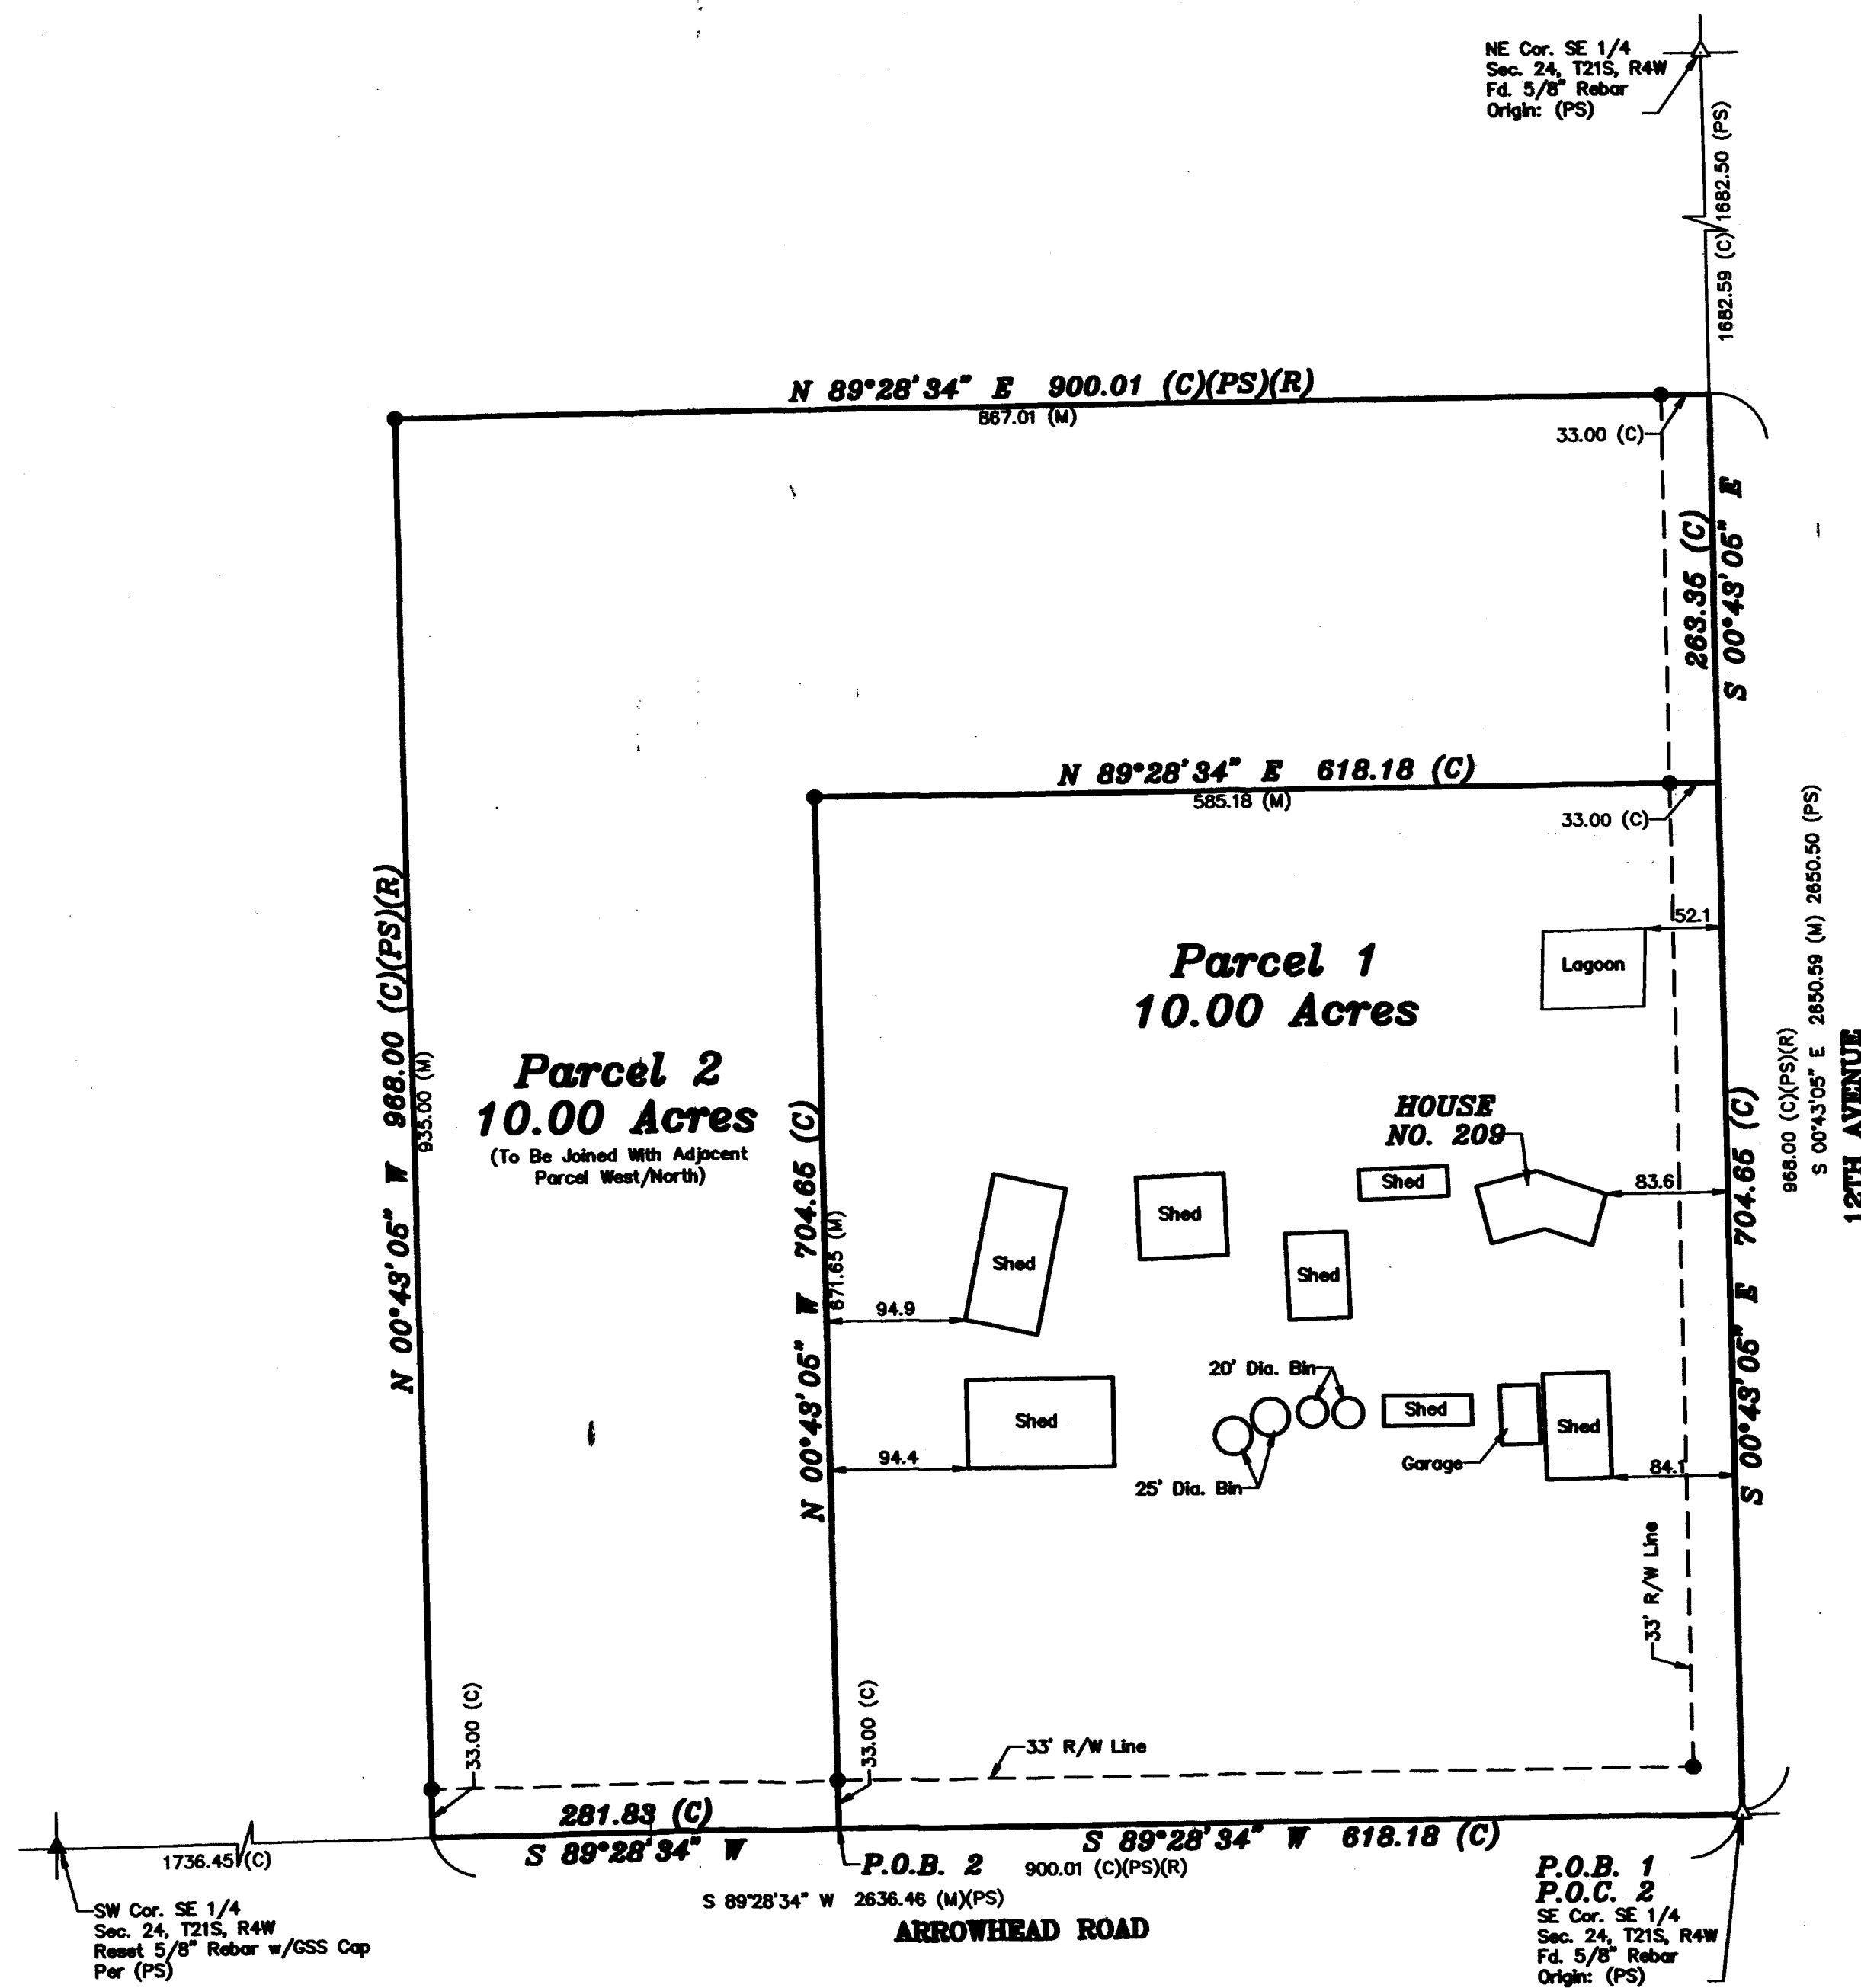 NE Cor. SE 1/4
Sec. 24, T21S, R4W
Fd. 5/8" Rebar
Origin: (PS)
1682.59 (C) 1682.50 (PS)
N 89°28'34" E 900.01 (C)(PS)(R)
867.01 (M)
33.00 (C)
263.35 (C)
S 00°43'05" E
N 89°28'34" E 618.18 (C)
585.18 (M)
33.00 (C)
52.1
Lagoon
Parcel 1
10.00 Acres
N 00°43'05" W 968.00 (C)(PS)(R)
935.00 (M)
Parcel 2
10.00 Acres
(To Be Joined With Adjacent
Parcel West/North)
N 00°43'05" W 704.65 (C)
671.65 (M)
HOUSE
NO. 209
83.6
Shed
Shed
Shed
Shed
94.9
S 00°43'05" E 704.65 (C)
968.00 (C)(PS)(R)
S 00°43'05" E 2650.59 (M) 2650.50 (PS)
12TH AVENUE
20' Dia. Bin
Shed
94.4
25' Dia. Bin
Shed
Garage
Shed
84.1
33' R/W Line
33.00 (C)
33.00 (C)
33' R/W Line
281.83 (C)
S 89°28'34" W
S 89°28'34" W 618.18 (C)
1736.45 (C)
P.O.B. 2
900.01 (C)(PS)(R)
S 89°28'34" W 2636.46 (M)(PS)
ARROWHEAD ROAD
SW Cor. SE 1/4
Sec. 24, T21S, R4W
Reset 5/8" Rebar w/GSS Cap
Per (PS)
P.O.B. 1
P.O.C. 2
SE Cor. SE 1/4
Sec. 24, T21S, R4W
Fd. 5/8" Rebar
Origin: (PS)